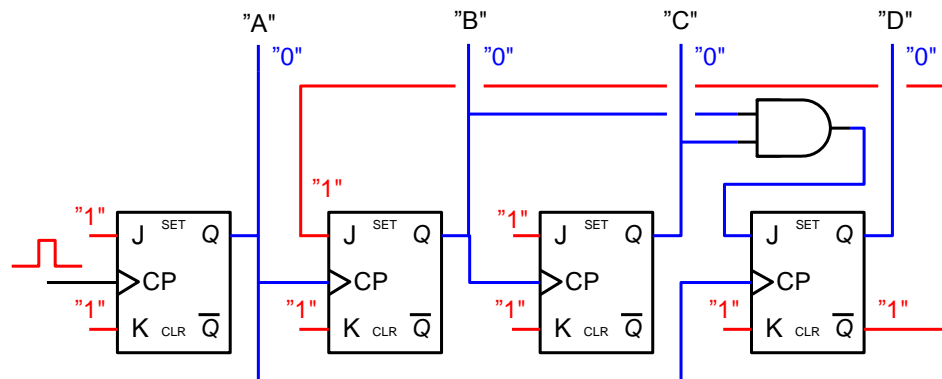 ”A" ”B" ”C" ”D"
”0" ”0" ”0" ”0"
”1"
”1" J SET Q J SET Q ”1" J SET Q J SET Q
CP CP CP CP
”1" K CLR Q ”1" K CLR Q ”1" K CLR Q ”1" K CLR Q ”1"